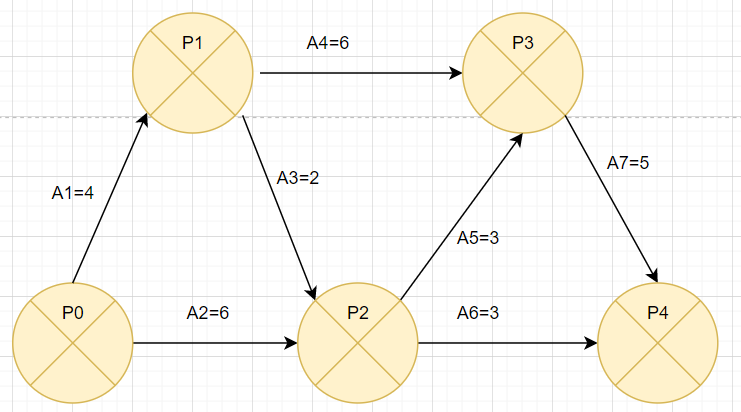 P1
A4=6
P3
A1=4
A3=2
A7=5
A5=3
P0
A2=6
P2
A6=3
P4